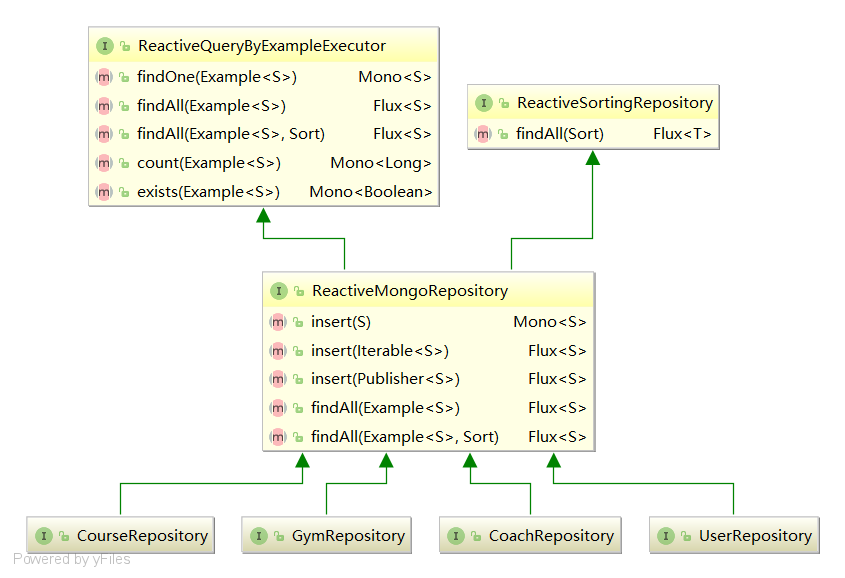 I ReactiveQueryByExampleExecutor
m findOne(Example<S>) Mono<S>
m findAll(Example<S>) Flux<S>
m findAll(Example<S>, Sort) Flux<S>
m count(Example<S>) Mono<Long>
m exists(Example<S>) Mono<Boolean>
I ReactiveSortingRepository
m findAll(Sort) Flux<T>
I ReactiveMongoRepository
m insert(S) Mono<S>
m insert(Iterable<S>) Flux<S>
m insert(Publisher<S>) Flux<S>
m findAll(Example<S>) Flux<S>
m findAll(Example<S>, Sort) Flux<S>
I CourseRepository
I GymRepository
I CoachRepository
I UserRepository
Powered by yFiles